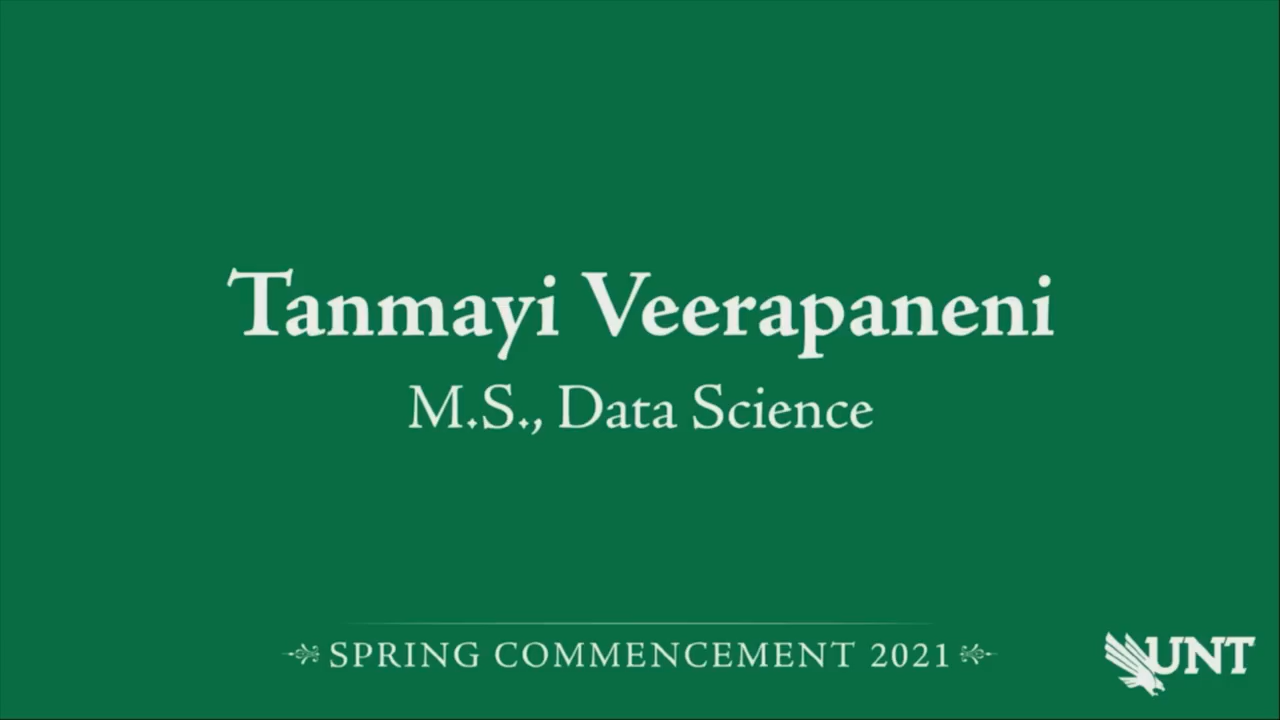 Tanmayi Veerapaneni
M.S., Data Science
SPRING COMMENCEMENT 2021
UNT